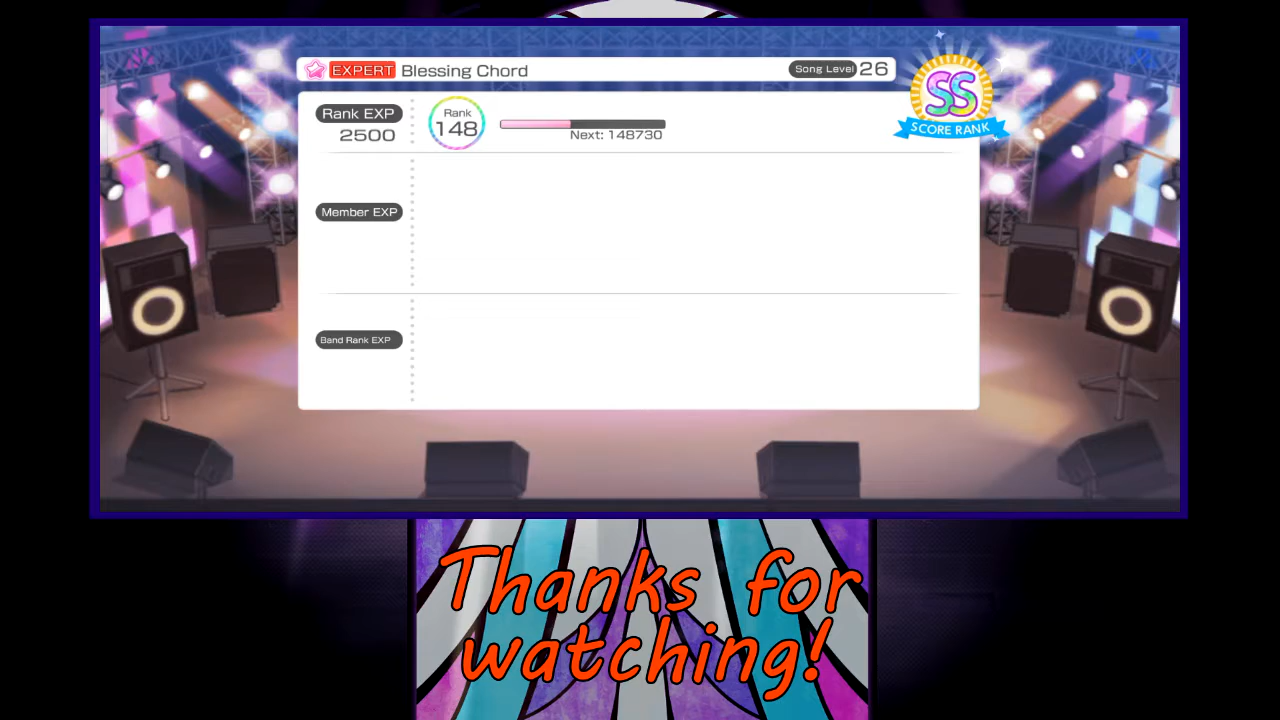 EXPERT Blessing Chord
Song Level 26
SS
SCORE RANK
Rank EXP
2500
Rank
148
Next: 148730
Member EXP
Band Rank EXP
Thanks for
watching!